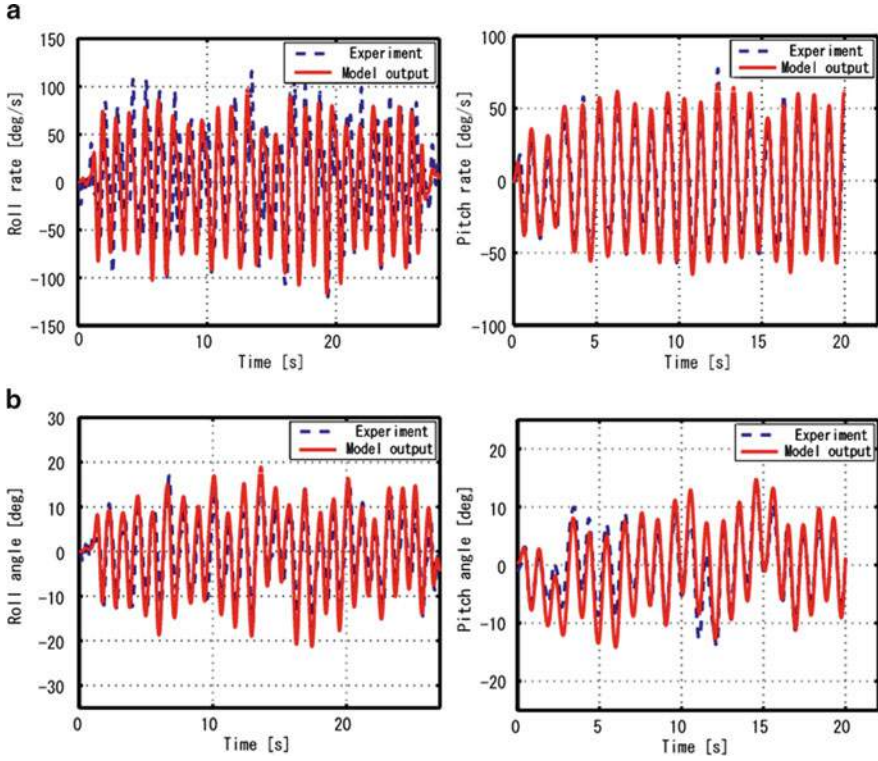 a
150
100
50
0
-50
-100
-150
Roll rate [deg/s]
0
10
20
Time [s]
Experiment
Model output
100
50
0
-50
-100
Pitch rate [deg/s]
0
5
10
15
20
Time [s]
Experiment
Model output
b
30
20
10
0
-10
-20
-30
Roll angle [deg]
0
10
20
Time [s]
Experiment
Model output
20
10
0
-10
-20
Pitch angle [deg]
0
5
10
15
20
Time [s]
Experiment
Model output